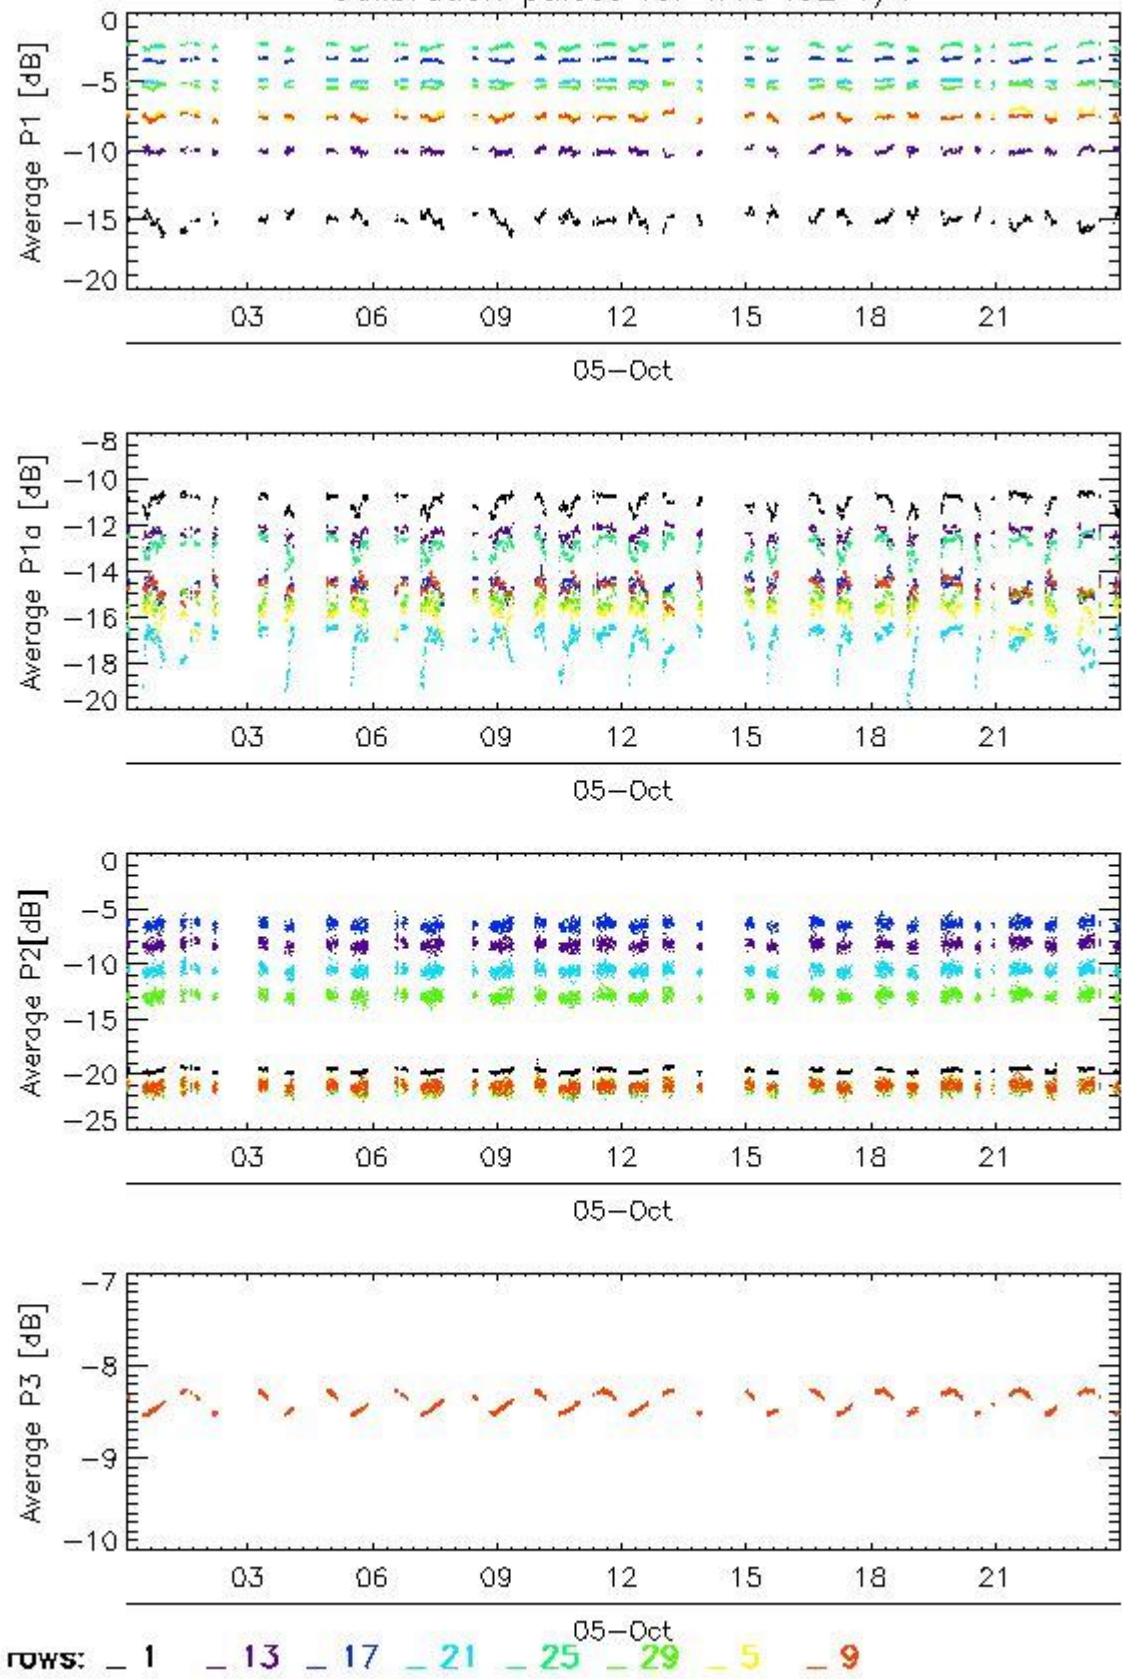 0
−5
−10
−15
−20
Average P1 [dB]
03 06 09 12 15 18 21
05−Oct
−8
−10
−12
−14
−16
−18
−20
Average P1a [dB]
03 06 09 12 15 18 21
05−Oct
0
−5
−10
−15
−20
−25
Average P2[dB]
03 06 09 12 15 18 21
05−Oct
−7
−8
−9
−10
Average P3 [dB]
03 06 09 12 15 18 21
05−Oct
rows: _ 1 _ 13 _ 17 _ 21 _ 25 _ 29 _ 5 _ 9